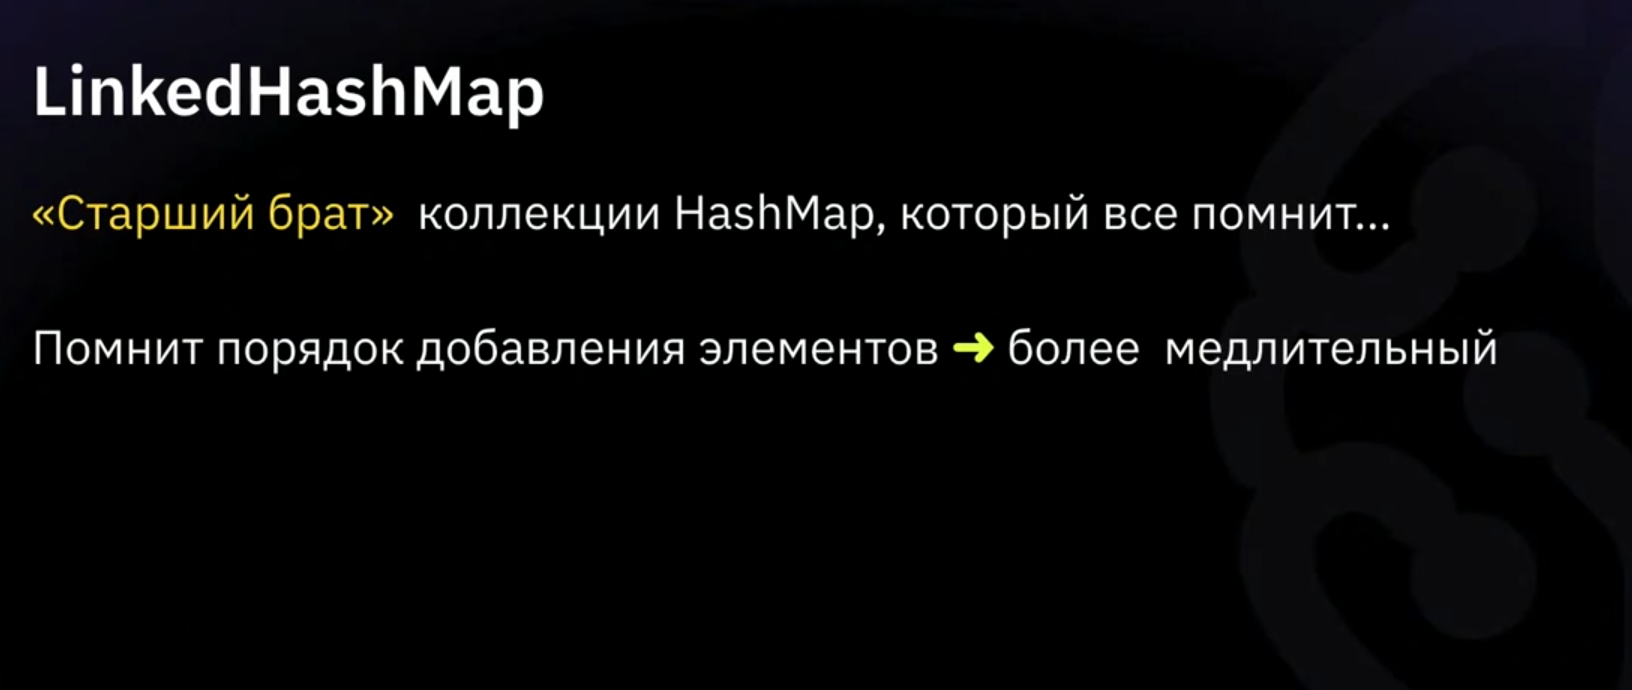 LinkedHashMap
«Старший брат» коллекции HashMap, который все помнит...
Помнит порядок добавления элементов ➜ более медлительный